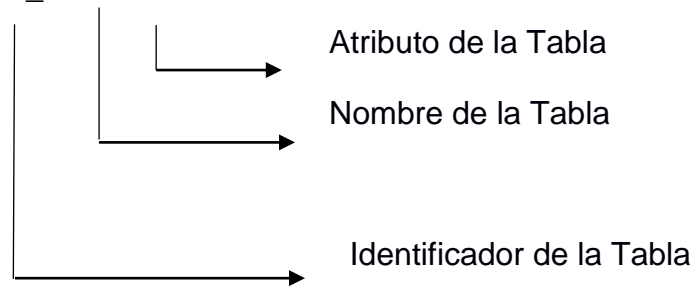 Atributo de la Tabla
Nombre de la Tabla
Identificador de la Tabla